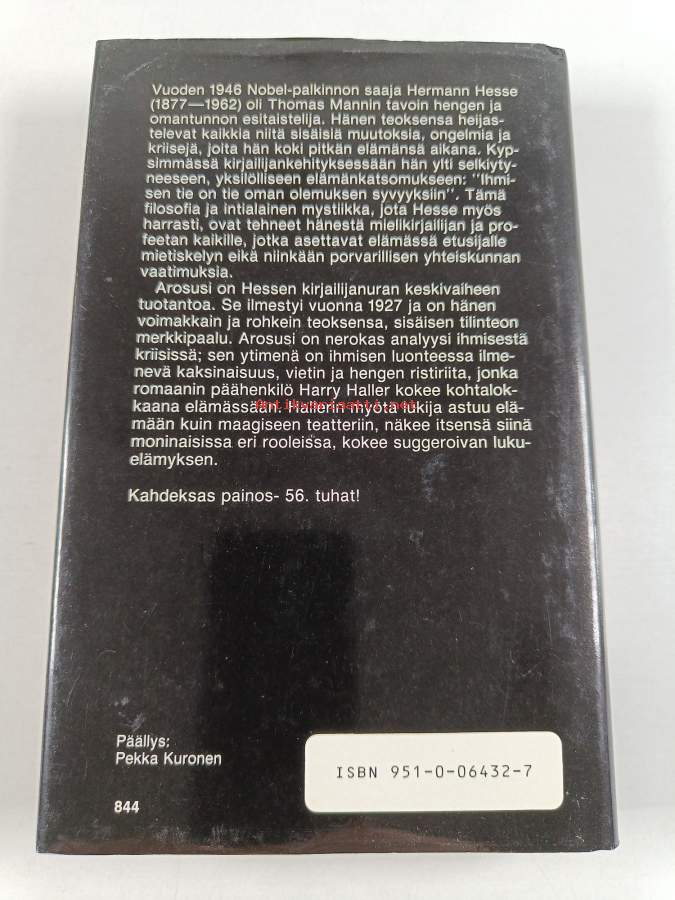 Vuoden 1946 Nobel-palkinnon saaja Hermann Hesse
(1877—1962) oli Thomas Mannin tavoin hengen ja
omantunnon esitaistelija. Hänen teoksensa heijas-
televat kaikkia niitä sisäisiä muutoksia, ongelmia ja
kriisejä, joita hän koki pitkän elämänsä aikana. Kyp-
simmässä kirjailijankehityksessään hän ylti selkiyty-
neeseen, yksilölliseen elämänkatsomukseen: "Ihmi-
sen tie on tie oman olemuksen syvyyksiin". Tämä
filosofia ja intialainen mystiikka, jota Hesse myös
harrasti, ovat tehneet hänestä mielikirjailijan ja pro-
feetan kaikille, jotka asettavat elämässä etusijalle
mietiskelyn eikä niinkään porvarillisen yhteiskunnan
vaatimuksia.
Arosusi on Hessen kirjailijanuran keskivaiheen
tuotantoa. Se ilmestyi vuonna 1927 ja on hänen
voimakkain ja rohkein teoksensa, sisäisen tilinteon
merkkipaalu. Arosusi on nerokas analyysi ihmisestä
kriisissä; sen ytimenä on ihmisen luonteessa ilme-
nevä kaksinaisuus, vietin ja hengen ristiriita, jonka
romaanin päähenkilö Harry Haller kokee kohtalok-
kaana elämässään. Hallerin myötä lukija astuu elä-
mään kuin maagiseen teatteriin, näkee itsensä siinä
moninaisissa eri rooleissa, kokee suggeroivan luku-
elämyksen.
Kahdeksas painos- 56. tuhat!
Antikvariaatti.net
Päällys:
Pekka Kuronen
844
ISBN 951-0-06432-7